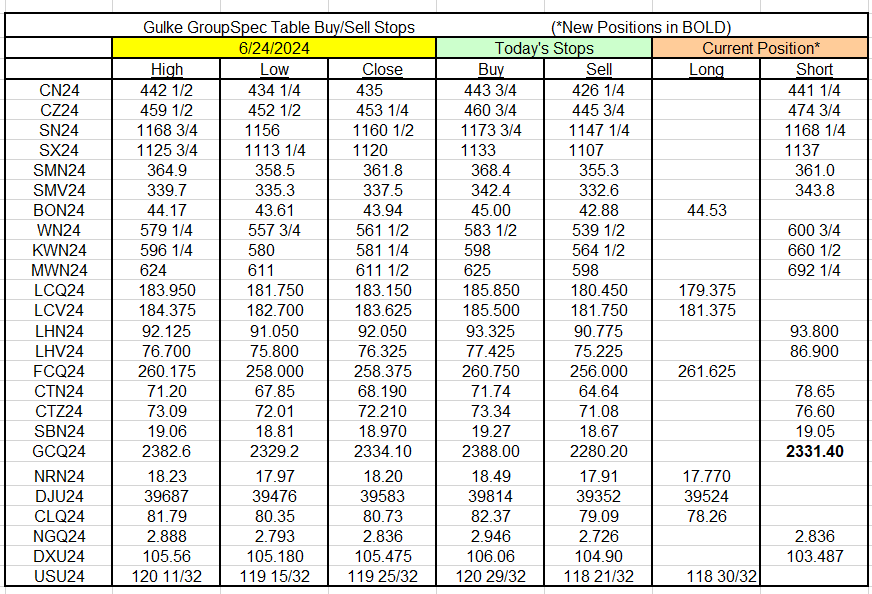 Gulke GroupSpec Table Buy/Sell Stops (*New Positions in BOLD)
6/24/2024 Today's Stops Current Position*
High Low Close Buy Sell Long Short
CN24 442 1/2 434 1/4 435 443 3/4 426 1/4 441 1/4
CZ24 459 1/2 452 1/2 453 1/4 460 3/4 445 3/4 474 3/4
SN24 1168 3/4 1156 1160 1/2 1173 3/4 1147 1/4 1168 1/4
SX24 1125 3/4 1113 1/4 1120 1133 1107 1137
SMN24 364.9 358.5 361.8 368.4 355.3 361.0
SMV24 339.7 335.3 337.5 342.4 332.6 343.8
BON24 44.17 43.61 43.94 45.00 42.88 44.53
WN24 579 1/4 557 3/4 561 1/2 583 1/2 539 1/2 600 3/4
KWN24 596 1/4 580 581 1/4 598 564 1/2 660 1/2
MWN24 624 611 611 1/2 625 598 692 1/4
LCQ24 183.950 181.750 183.150 185.850 180.450 179.375
LCV24 184.375 182.700 183.625 185.500 181.750 181.375
LHN24 92.125 91.050 92.050 93.325 90.775 93.800
LHV24 76.700 75.800 76.325 77.425 75.225 86.900
FCQ24 260.175 258.000 258.375 260.750 256.000 261.625
CTN24 71.20 67.85 68.190 71.74 64.64 78.65
CTZ24 73.09 72.01 72.210 73.34 71.08 76.60
SBN24 19.06 18.81 18.970 19.27 18.67 19.05
GCQ24 2382.6 2329.2 2334.10 2388.00 2280.20 2331.40
NRN24 18.23 17.97 18.20 18.49 17.91 17.770
DJU24 39687 39476 39583 39814 39352 39524
CLQ24 81.79 80.35 80.73 82.37 79.09 78.26
NGQ24 2.888 2.793 2.836 2.946 2.726 2.836
DXU24 105.56 105.180 105.475 106.06 104.90 103.487
USU24 120 11/32 119 15/32 119 25/32 120 29/32 118 21/32 118 30/32